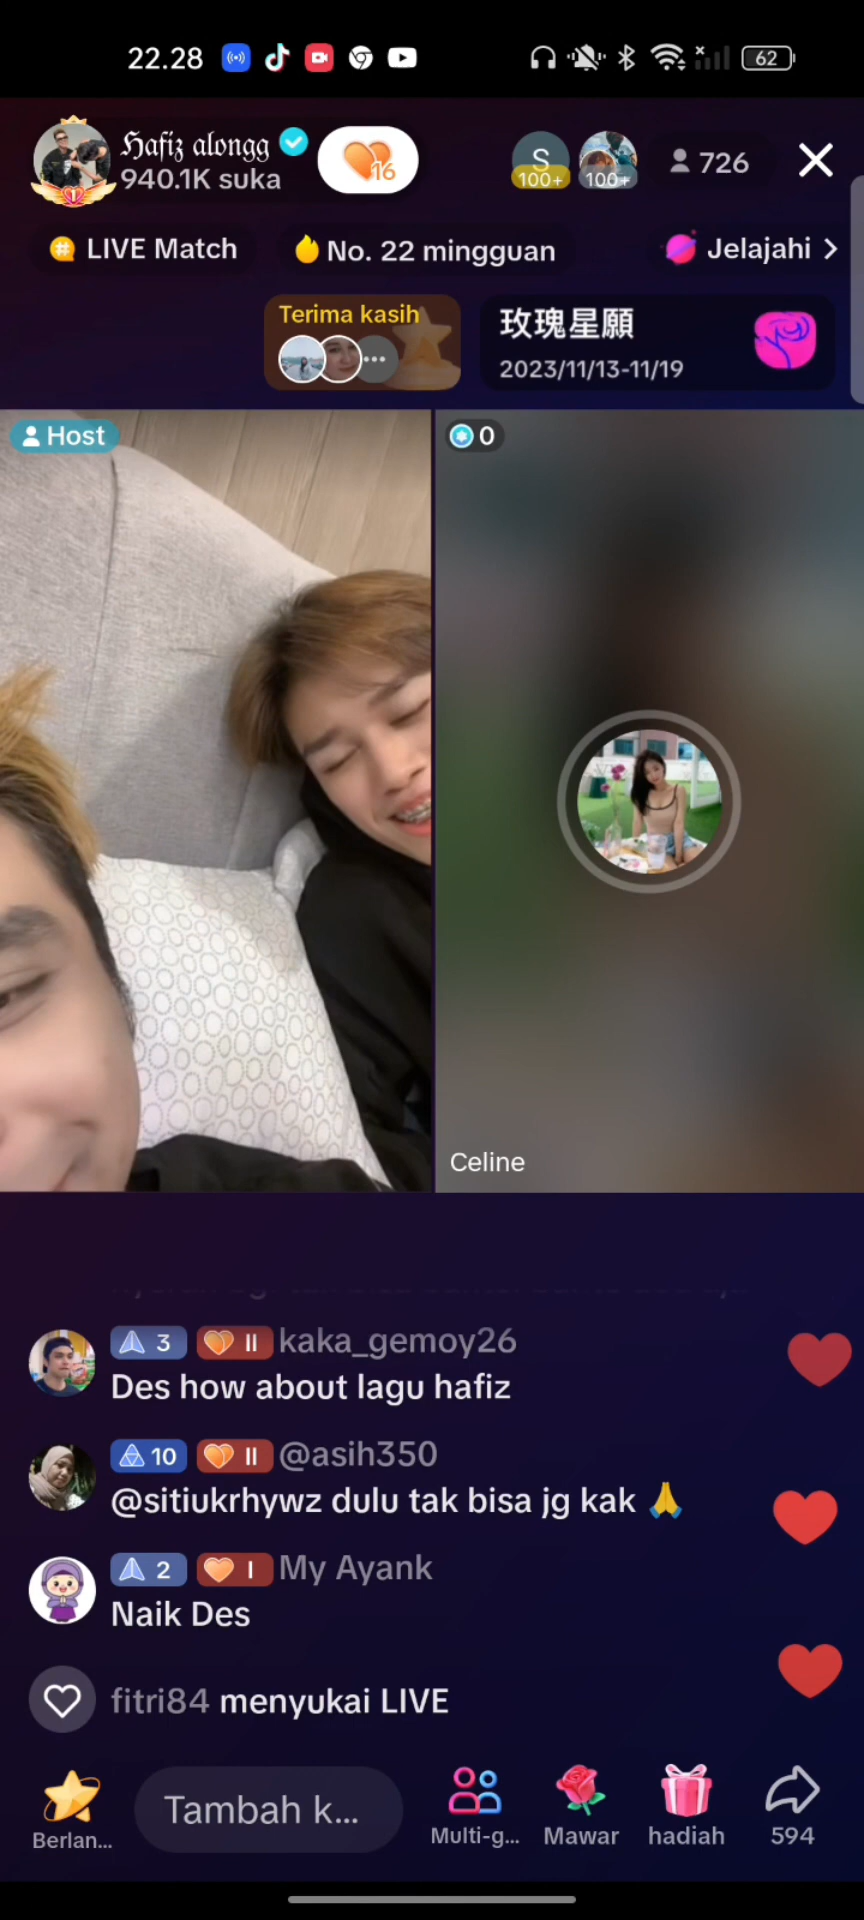 22.28
62
Hafiz alongg
940.1K suka
16
S
100+
100+
726
LIVE Match
No. 22 mingguan
Jelajahi
Terima kasih
玫瑰星願
2023/11/13-11/19
Host
0
Celine
3 II kaka_gemoy26
Des how about lagu hafiz
10 II @asih350
@sitiukrhywz dulu tak bisa jg kak 🙏
2 I My Ayank
Naik Des
fitri84 menyukai LIVE
Berlan...
Tambah k...
Multi-g...
Mawar
hadiah
594